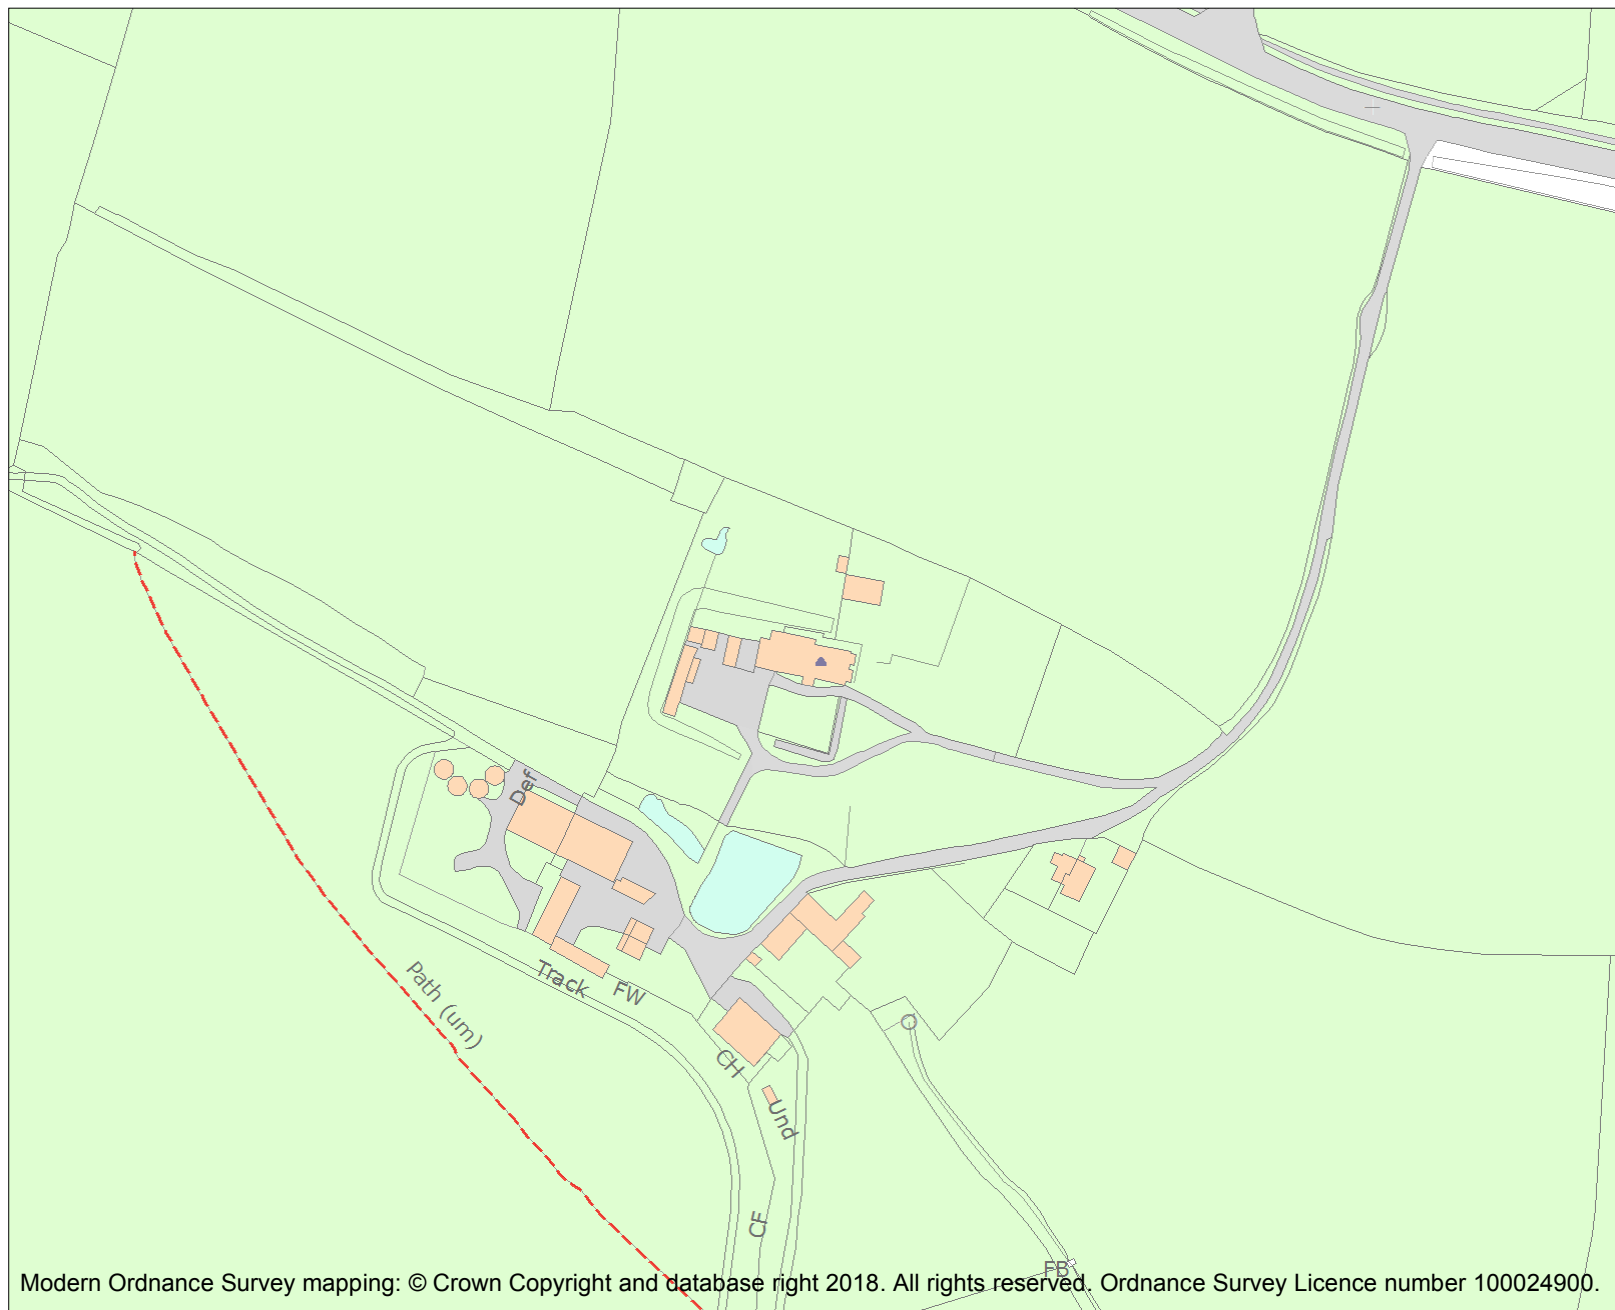 Def
Track
FW
Path (um)
CH
Und
CF
FB
Modern Ordnance Survey mapping: © Crown Copyright and database right 2018. All rights reserved. Ordnance Survey Licence number 100024900.